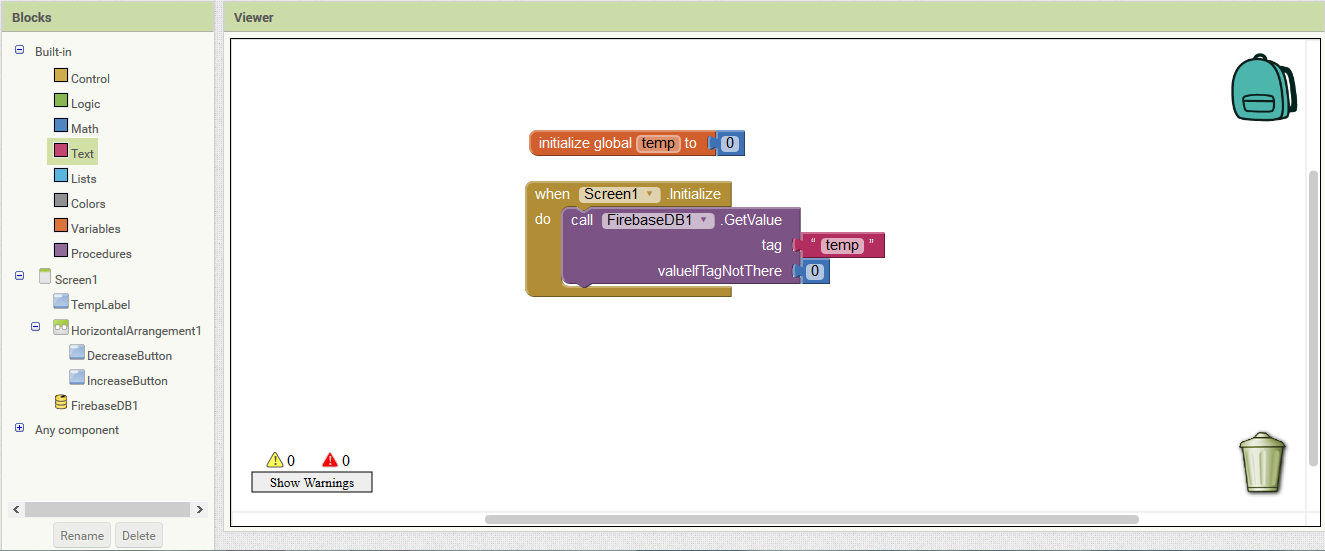 Blocks
Viewer
Built-in
Control
Logic
Math
Text
Lists
Colors
Variables
Procedures
Screen1
TempLabel
HorizontalArrangement1
DecreaseButton
IncreaseButton
FirebaseDB1
Any component
Rename
Delete
initialize global temp to 0
when Screen1 .Initialize
do call FirebaseDB1 .GetValue
tag " temp "
valueIfTagNotThere 0
0 0
Show Warnings